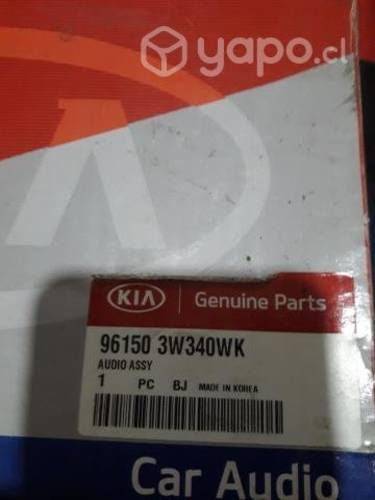 yapo.cl
KIA Genuine Parts
96150 3W340WK
AUDIO ASSY
1 PC BJ MADE IN KOREA
Car Audio